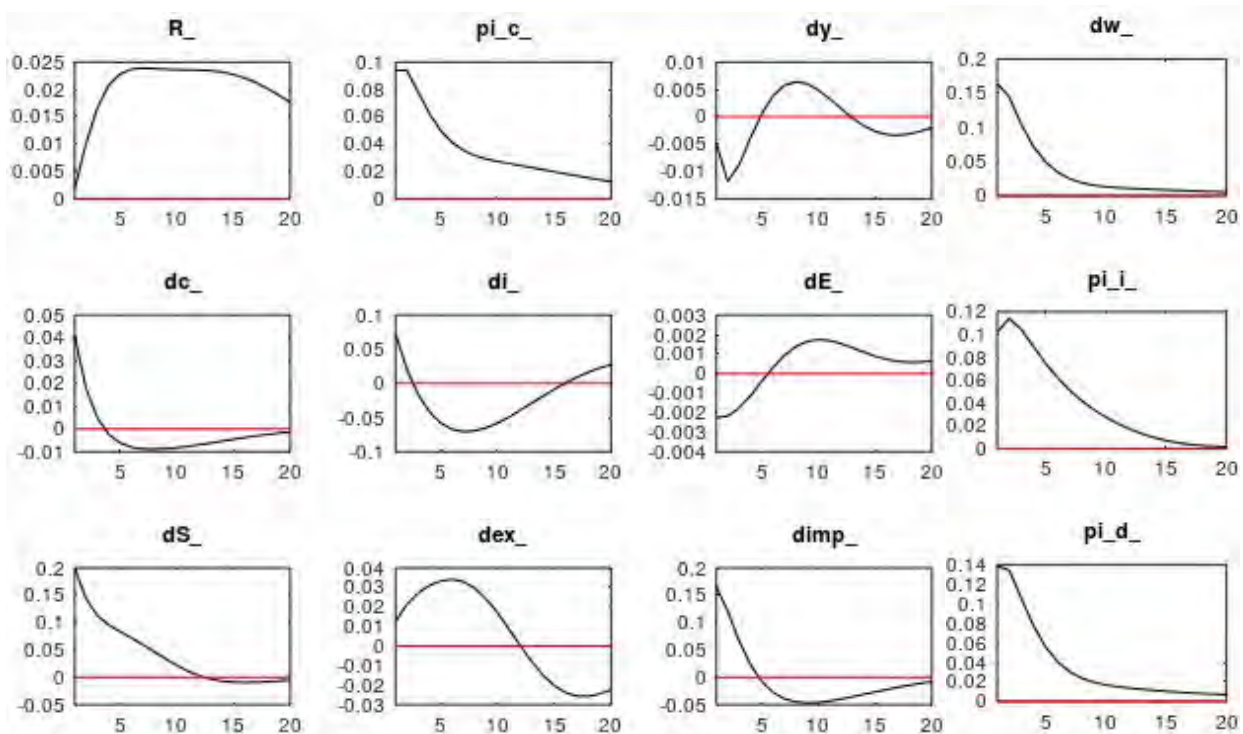 R_ pi_c_ dy_ dw_
0.025 0.1 0.01 0.2
0.02 0.08 0.005 0.15
0.015 0.06 0 0.1
0.01 0.04 -0.005 0.05
0.005 0.02 -0.01 0
0 0 -0.015
5 10 15 20 5 10 15 20 5 10 15 20 5 10 15 20
dc_ di_ dE_ pi_i_
0.05 0.1 0.003 0.12
0.04 0.05 0.002 0.1
0.03 0 0.001 0.08
0.02 -0.05 0 0.06
0.01 -0.1 -0.001 0.04
0 -0.002 0.02
-0.01 -0.003 0
-0.004
5 10 15 20 5 10 15 20 5 10 15 20 5 10 15 20
dS_ dex_ dimp_ pi_d_
0.2 0.04 0.2 0.14
0.15 0.03 0.15 0.12
0.1 0.02 0.1 0.1
0.05 0.01 0.05 0.08
0 0 0 0.06
-0.05 -0.01 -0.05 0.04
-0.02 0.02
-0.03 0
5 10 15 20 5 10 15 20 5 10 15 20 5 10 15 20